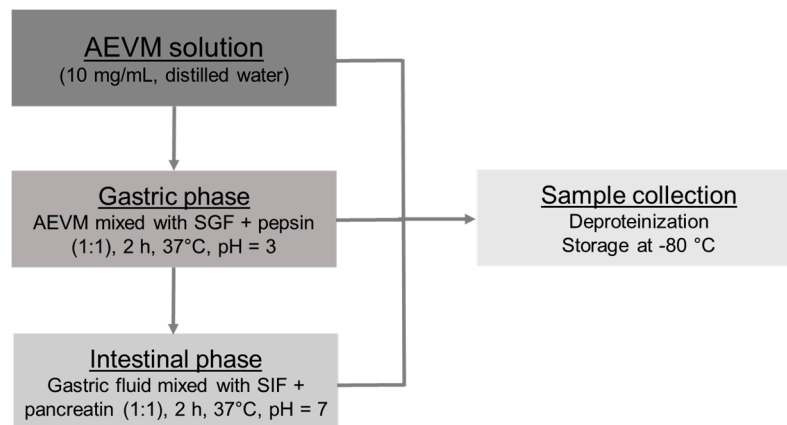 AEVM solution
(10 mg/mL, distilled water)
Gastric phase
AEVM mixed with SGF + pepsin
(1:1), 2 h, 37°C, pH = 3
Intestinal phase
Gastric fluid mixed with SIF +
pancreatin (1:1), 2 h, 37°C, pH = 7
Sample collection
Deproteinization
Storage at -80 °C